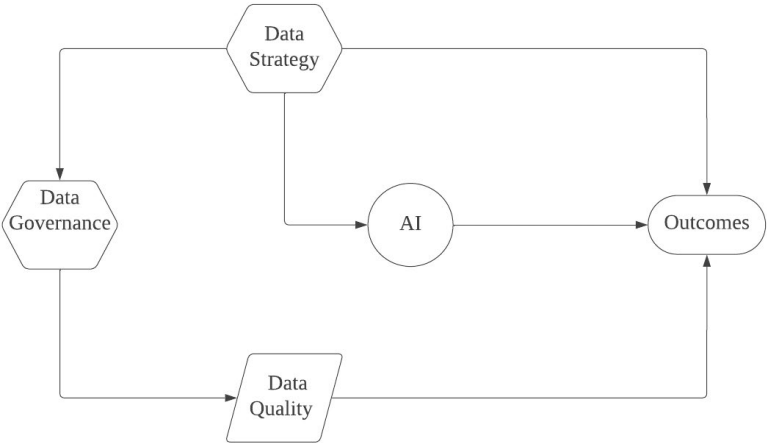 Data
Strategy
Data
Governance
AI
Outcomes
Data
Quality